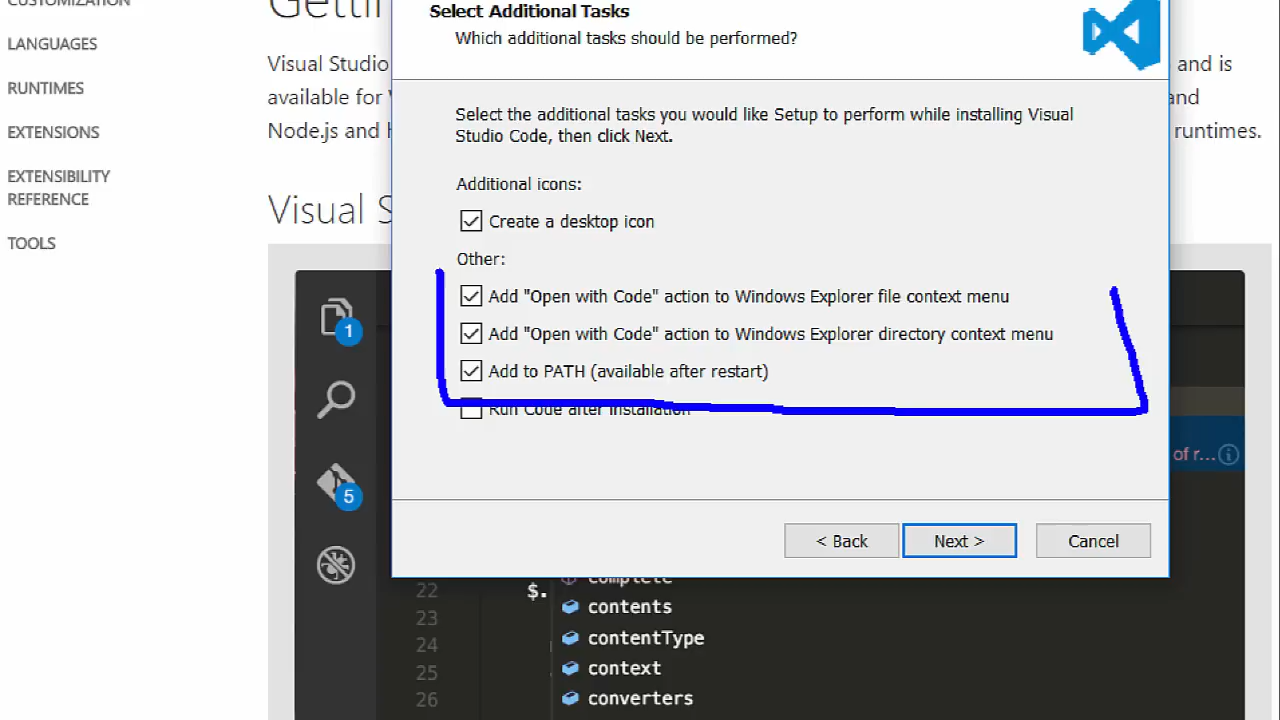 CUSTOMIZATION
LANGUAGES
RUNTIMES
EXTENSIONS
EXTENSIBILITY
REFERENCE
TOOLS
Visual Studio
and is
available for
and
Node.js and
runtimes.
Visual S
Select Additional Tasks
Which additional tasks should be performed?
Select the additional tasks you would like Setup to perform while installing Visual
Studio Code, then click Next.
Additional icons:
Create a desktop icon
Other:
Add "Open with Code" action to Windows Explorer file context menu
Add "Open with Code" action to Windows Explorer directory context menu
Add to PATH (available after restart)
Run Code after installation
< Back
Next >
Cancel
1
5
of r...
complete
22 $.
contents
23
contentType
24
context
25
converters
26